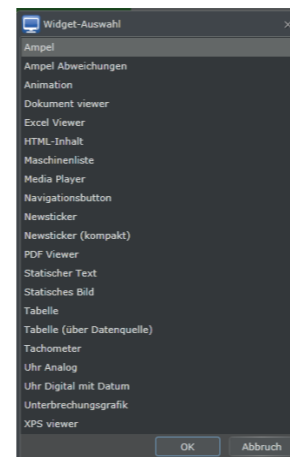 Widget-Auswahl
Ampel
Ampel Abweichungen
Animation
Dokument viewer
Excel Viewer
HTML-Inhalt
Maschinenliste
Media Player
Navigationsbutton
Newsticker
Newsticker (kompakt)
PDF Viewer
Statischer Text
Statisches Bild
Tabelle
Tabelle (über Datenquelle)
Tachometer
Uhr Analog
Uhr Digital mit Datum
Unterbrechungsgrafik
XPS viewer
OK Abbruch